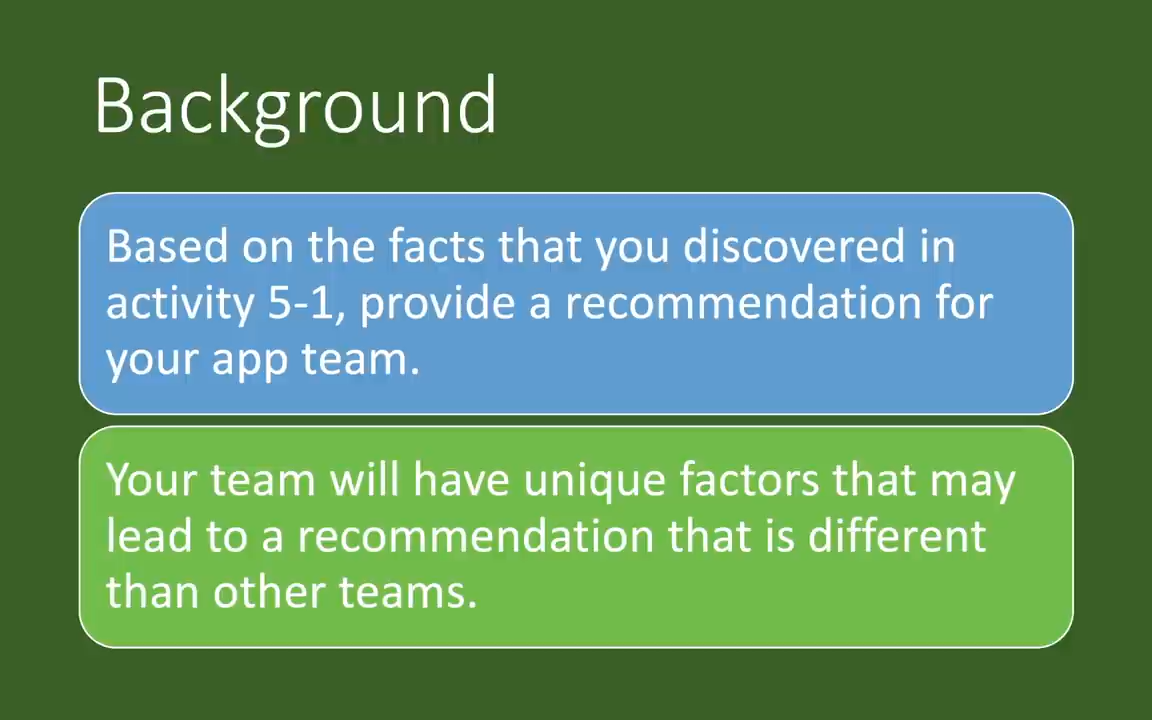 Background
Based on the facts that you discovered in
activity 5-1, provide a recommendation for
your app team.
Your team will have unique factors that may
lead to a recommendation that is different
than other teams.